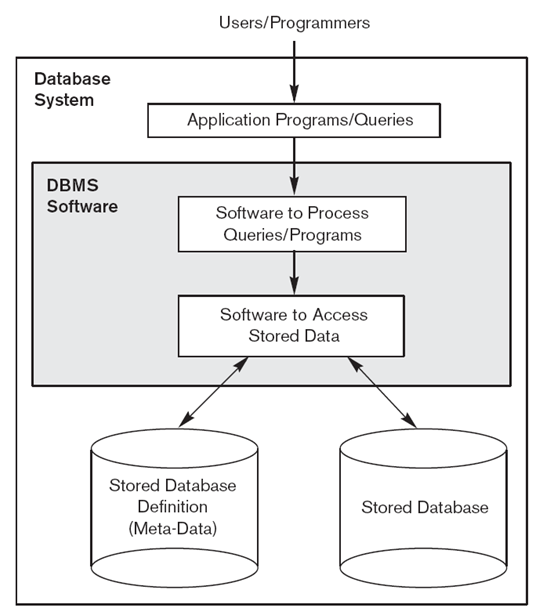 Users/Programmers
Database
System
Application Programs/Queries
DBMS
Software
Software to Process
Queries/Programs
Software to Access
Stored Data
Stored Database
Definition
(Meta-Data)
Stored Database